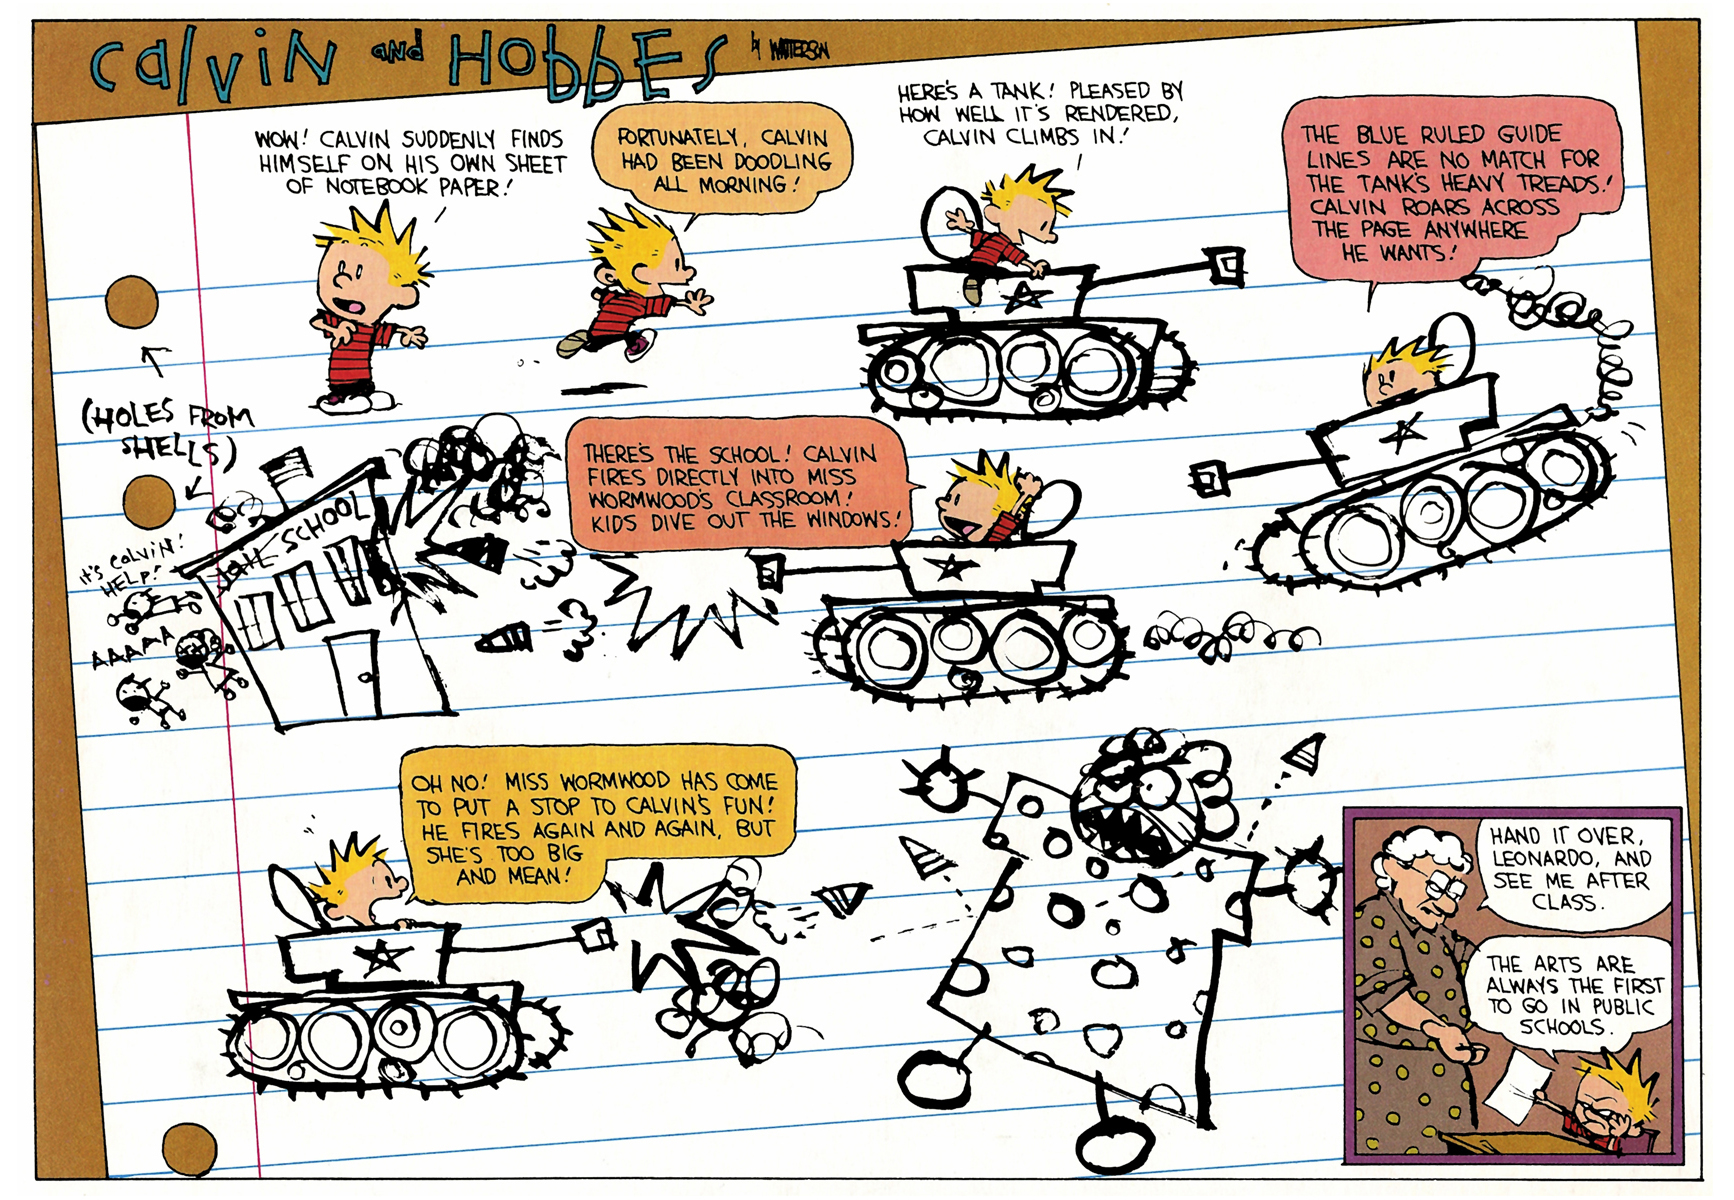 CALVIN and HOBBES by WATTERSON
WOW! CALVIN SUDDENLY FINDS
HIMSELF ON HIS OWN SHEET
OF NOTEBOOK PAPER!
FORTUNATELY, CALVIN
HAD BEEN DOODLING
ALL MORNING!
HERE'S A TANK! PLEASED BY
HOW WELL IT'S RENDERED,
CALVIN CLIMBS IN!
THE BLUE RULED GUIDE
LINES ARE NO MATCH FOR
THE TANK'S HEAVY TREADS!
CALVIN ROARS ACROSS
THE PAGE ANYWHERE
HE WANTS!
(HOLES FROM
SHELLS)
SCHOOL
IT'S CALVIN!
HELP!
AAAAA
THERE'S THE SCHOOL! CALVIN
FIRES DIRECTLY INTO MISS
WORMWOOD'S CLASSROOM!
KIDS DIVE OUT THE WINDOWS!
OH NO! MISS WORMWOOD HAS COME
TO PUT A STOP TO CALVIN'S FUN!
HE FIRES AGAIN AND AGAIN, BUT
SHE'S TOO BIG
AND MEAN!
HAND IT OVER,
LEONARDO, AND
SEE ME AFTER
CLASS.
THE ARTS ARE
ALWAYS THE FIRST
TO GO IN PUBLIC
SCHOOLS.